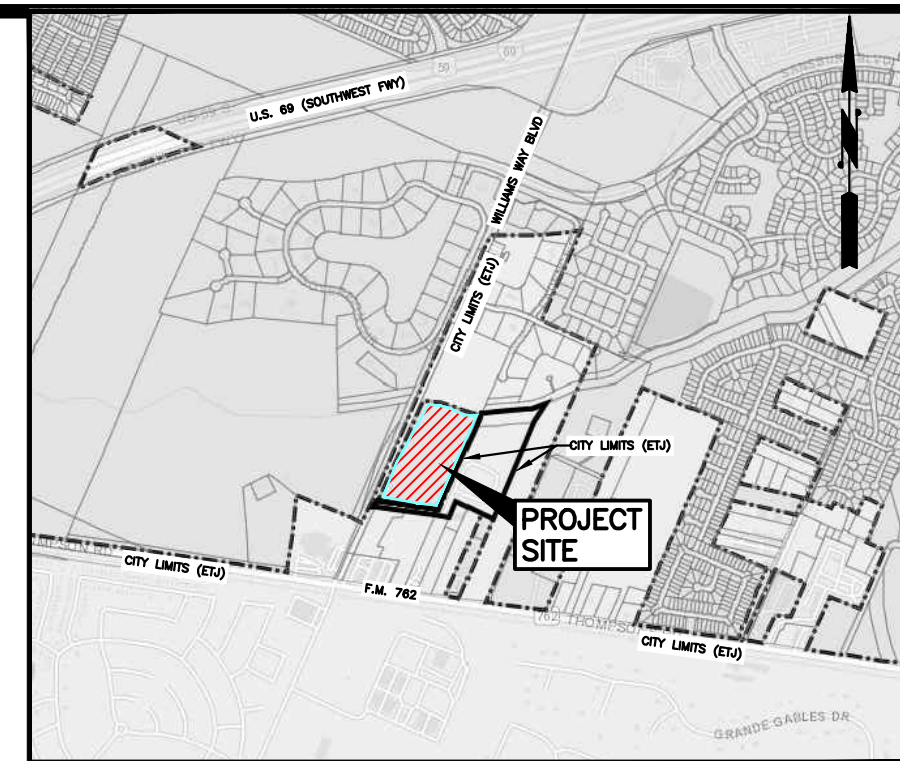 59
69
U.S. 69 (SOUTHWEST FWY)
WILLIAMS WAY BLVD
CITY LIMITS (ETJ)
CITY LIMITS (ETJ)
PROJECT
SITE
CITY LIMITS (ETJ)
F.M. 762
762 THOMPSO
CITY LIMITS (ETJ)
GRANDE GABLES DR